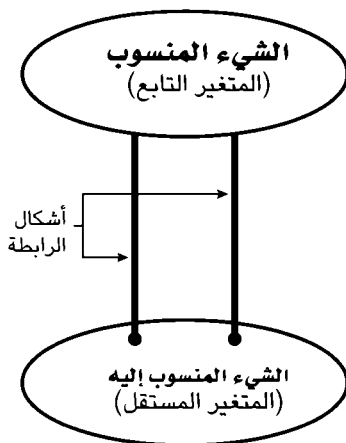 الشيء المنسوب
(المتغير التابع)
أشكال
الرابطة
الشيء المنسوب إليه
(المتغير المستقل)